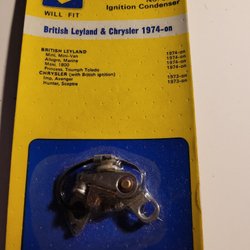 Ignition Condenser
WILL FIT
British Leyland & Chrysler 1974-on
BRITISH LEYLAND
Mini, Mini-Van 1974-on
Allegro, Marina 1974-on
Maxi, 1800 1974-on
Princess, Triumph Toledo 1974-on
CHRYSLER (with British Ignition)
Imp, Avenger 1973-on
Hunter, Sceptre 1973-on